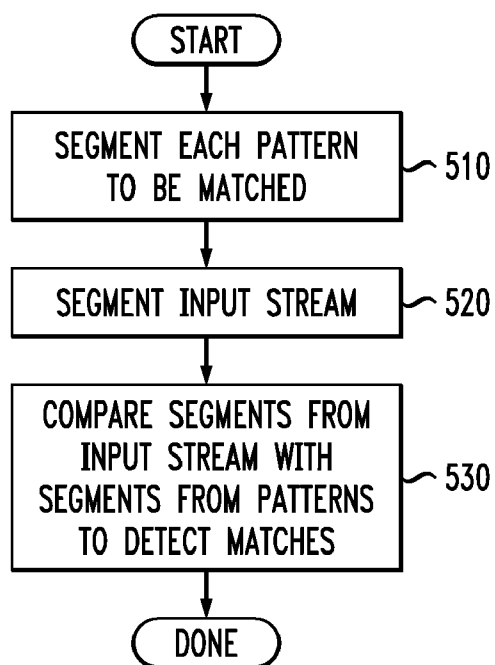 START
SEGMENT EACH PATTERN
TO BE MATCHED
510
SEGMENT INPUT STREAM
520
COMPARE SEGMENTS FROM
INPUT STREAM WITH
SEGMENTS FROM PATTERNS
TO DETECT MATCHES
530
DONE